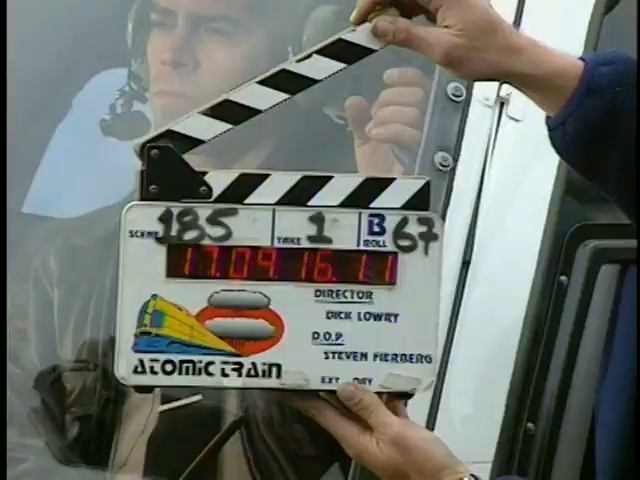 SCENE 185 TAKE 1 B ROLL 67
17.09.16.11
DIRECTOR
DICK LOWRY
D.O.P.
STEVEN FIERBERG
ATOMIC TRAIN
EXT DAY